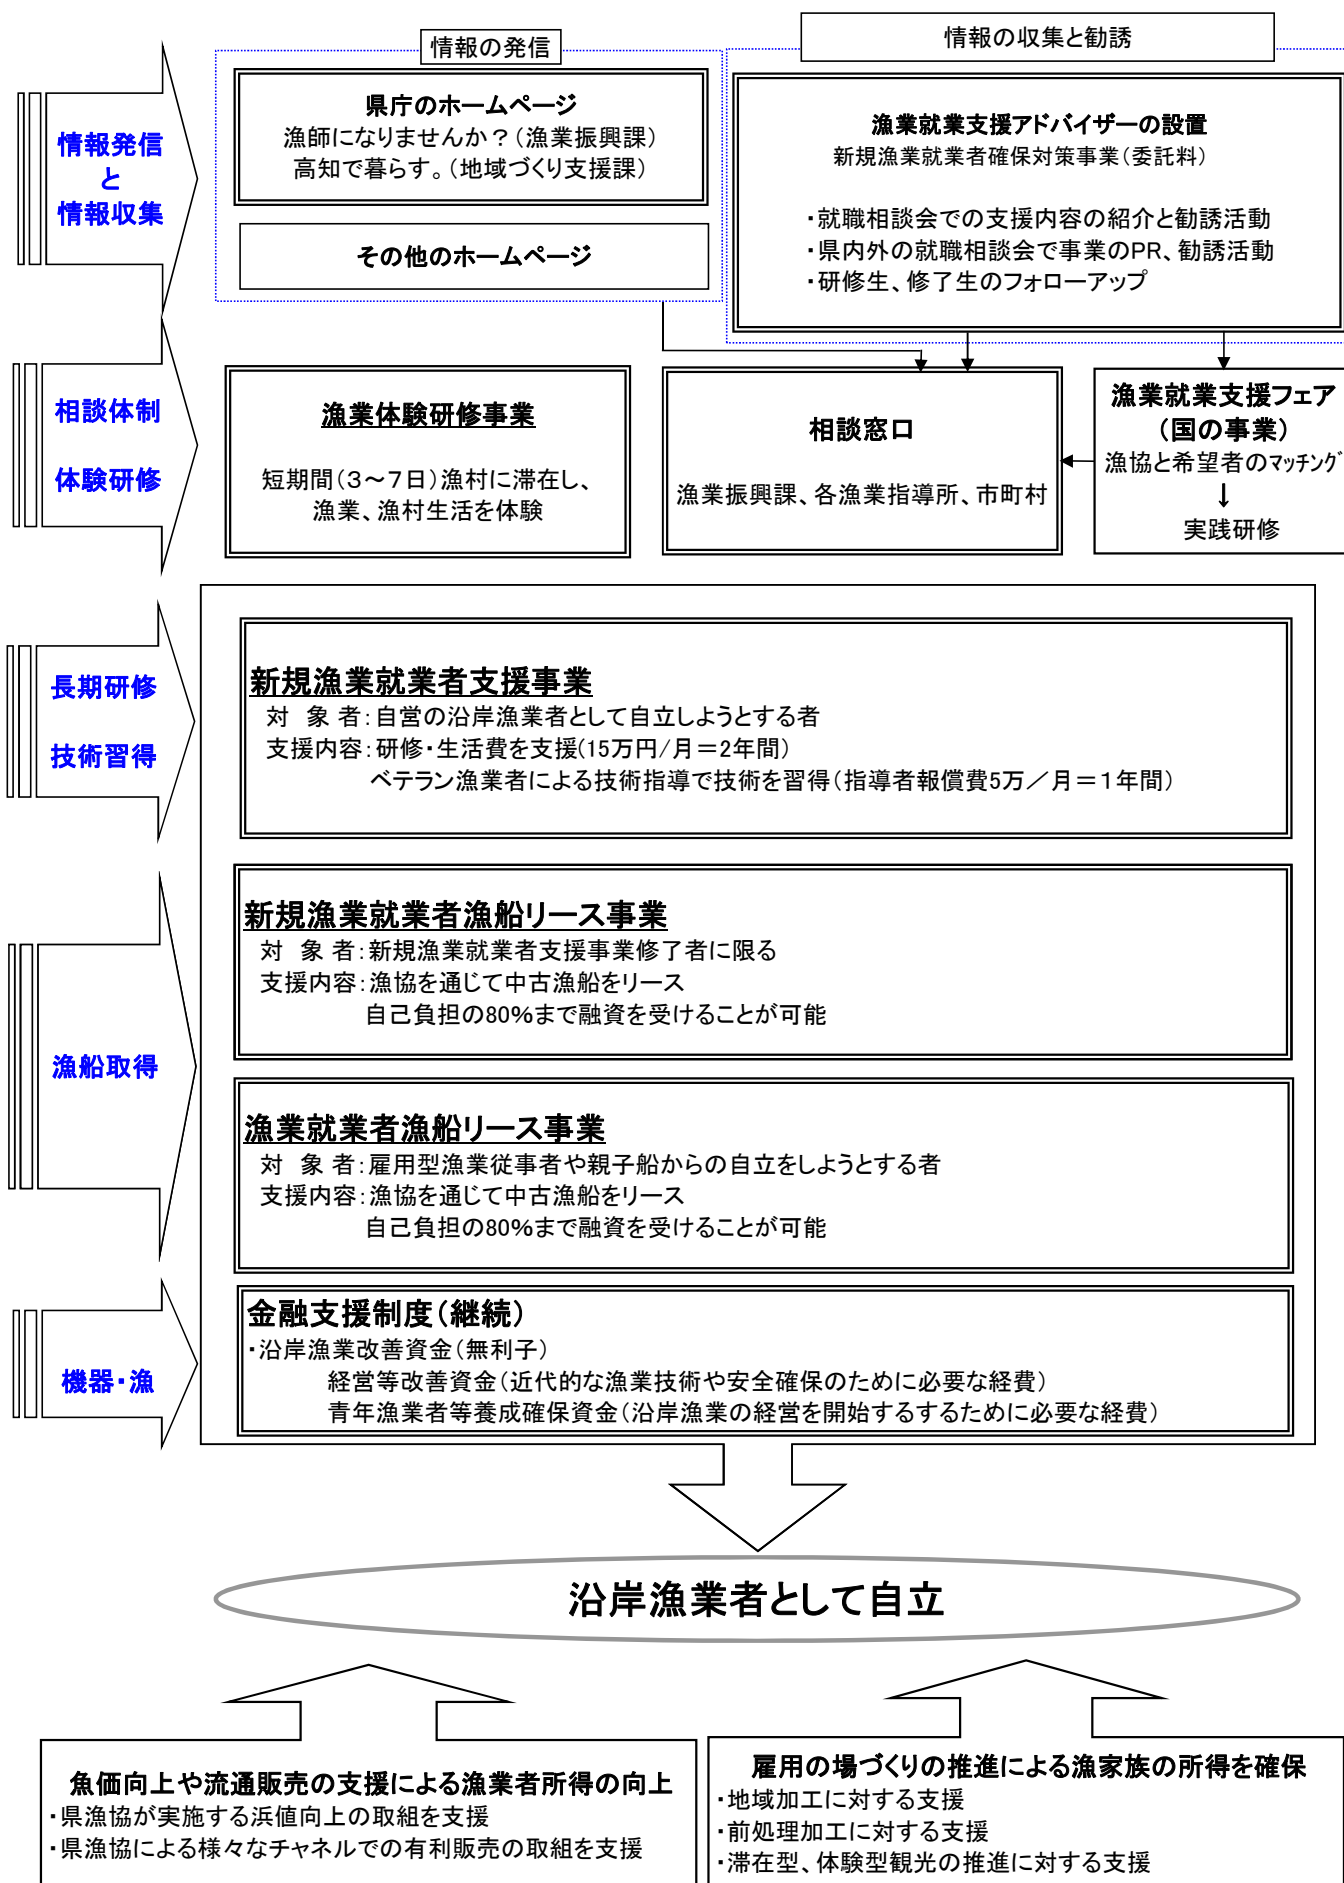 情報の発信
情報の収集と勧誘
情報発信
と
情報収集
県庁のホームページ
漁師になりませんか？(漁業振興課)
高知で暮らす。(地域づくり支援課)
その他のホームページ
漁業就業支援アドバイザーの設置
新規漁業就業者確保対策事業(委託料)
・就職相談会での支援内容の紹介と勧誘活動
・県内外の就職相談会で事業のPR、勧誘活動
・研修生、修了生のフォローアップ
相談体制
体験研修
漁業体験研修事業
短期間(3～7日)漁村に滞在し、
漁業、漁村生活を体験
相談窓口
漁業振興課、各漁業指導所、市町村
漁業就業支援フェア
(国の事業)
漁協と希望者のﾏｯﾁﾝｸﾞ
↓
実践研修
長期研修
技術習得
新規漁業就業者支援事業
対 象 者：自営の沿岸漁業者として自立しようとする者
支援内容：研修・生活費を支援(15万円/月＝2年間)
ベテラン漁業者による技術指導で技術を習得(指導者報償費5万／月＝１年間)
漁船取得
新規漁業就業者漁船リース事業
対 象 者：新規漁業就業者支援事業修了者に限る
支援内容：漁協を通じて中古漁船をリース
自己負担の80%まで融資を受けることが可能
漁業就業者漁船リース事業
対 象 者：雇用型漁業従事者や親子船からの自立をしようとする者
支援内容：漁協を通じて中古漁船をリース
自己負担の80%まで融資を受けることが可能
機器・漁
金融支援制度(継続)
・沿岸漁業改善資金(無利子)
経営等改善資金(近代的な漁業技術や安全確保のために必要な経費)
青年漁業者等養成確保資金(沿岸漁業の経営を開始するするために必要な経費)
沿岸漁業者として自立
魚価向上や流通販売の支援による漁業者所得の向上
・県漁協が実施する浜値向上の取組を支援
・県漁協による様々なチャネルでの有利販売の取組を支援
雇用の場づくりの推進による漁家族の所得を確保
・地域加工に対する支援
・前処理加工に対する支援
・滞在型、体験型観光の推進に対する支援